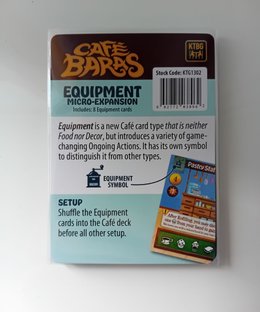 CAFÉ
BARAS
KTBG
Stock Code: KTG1302
EQUIPMENT
MICRO-EXPANSION
Includes: 8 Equipment cards
Equipment is a new Café card type that is neither
Food nor Decor, but introduces a variety of game-
changing Ongoing Actions. It has its own symbol
to distinguish it from other types.
EQUIPMENT
SYMBOL
SETUP
Shuffle the Equipment
cards into the Café deck
before all other setup.
Pastry